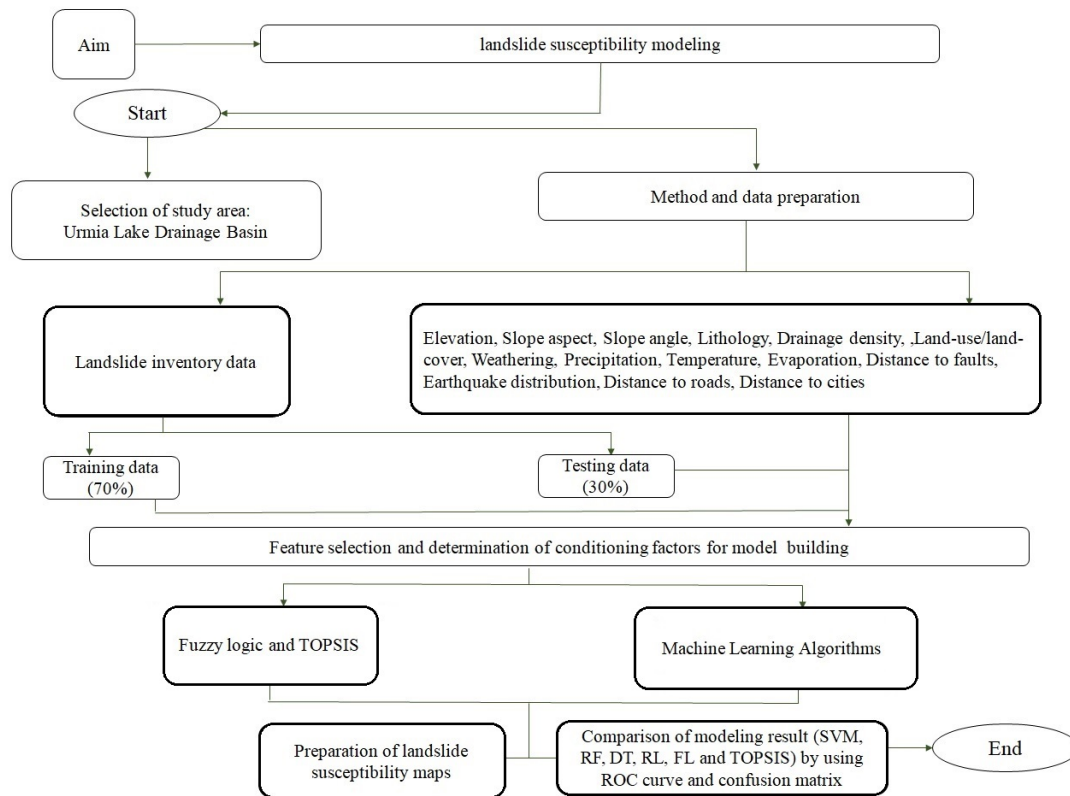 Aim
landslide susceptibility modeling
Start
Selection of study area:
Urmia Lake Drainage Basin
Method and data preparation
Landslide inventory data
Elevation, Slope aspect, Slope angle, Lithology, Drainage density, ,Land-use/land-
cover, Weathering, Precipitation, Temperature, Evaporation, Distance to faults,
Earthquake distribution, Distance to roads, Distance to cities
Training data
(70%)
Testing data
(30%)
Feature selection and determination of conditioning factors for model building
Fuzzy logic and TOPSIS
Machine Learning Algorithms
Preparation of landslide
susceptibility maps
Comparison of modeling result (SVM,
RF, DT, RL, FL and TOPSIS) by using
ROC curve and confusion matrix
End